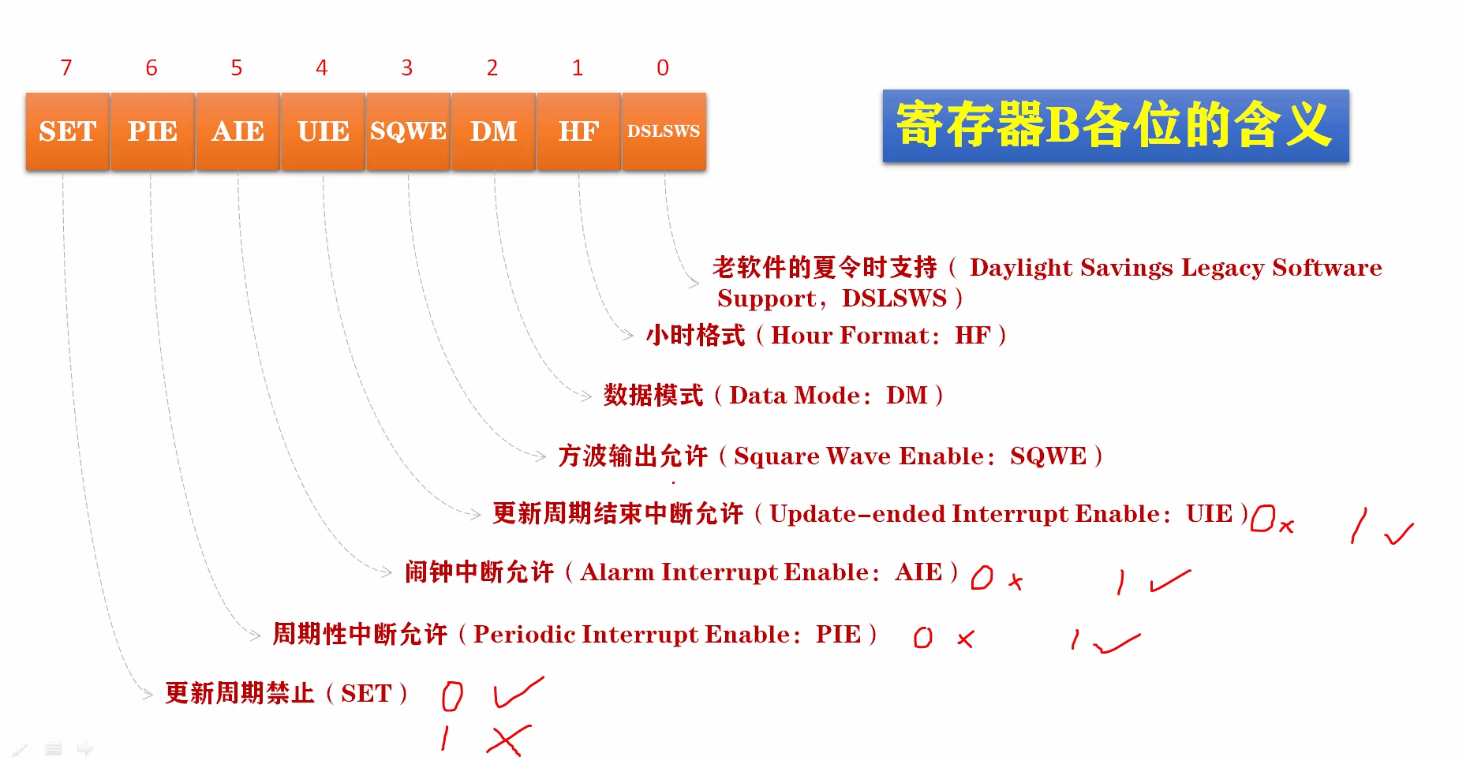 7 6 5 4 3 2 1 0
SET PIE AIE UIE SQWE DM HF DSLSWS
寄存器B各位的含义
老软件的夏令时支持（ Daylight Savings Legacy Software
Support，DSLSWS）
小时格式（Hour Format：HF）
数据模式（Data Mode：DM）
方波输出允许（Square Wave Enable：SQWE）
更新周期结束中断允许（Update-ended Interrupt Enable：UIE） 0 × 1 ✓
闹钟中断允许（Alarm Interrupt Enable：AIE） 0 × 1 ✓
周期性中断允许（Periodic Interrupt Enable：PIE） 0 × 1 ✓
更新周期禁止（SET） 0 ✓
1 ×